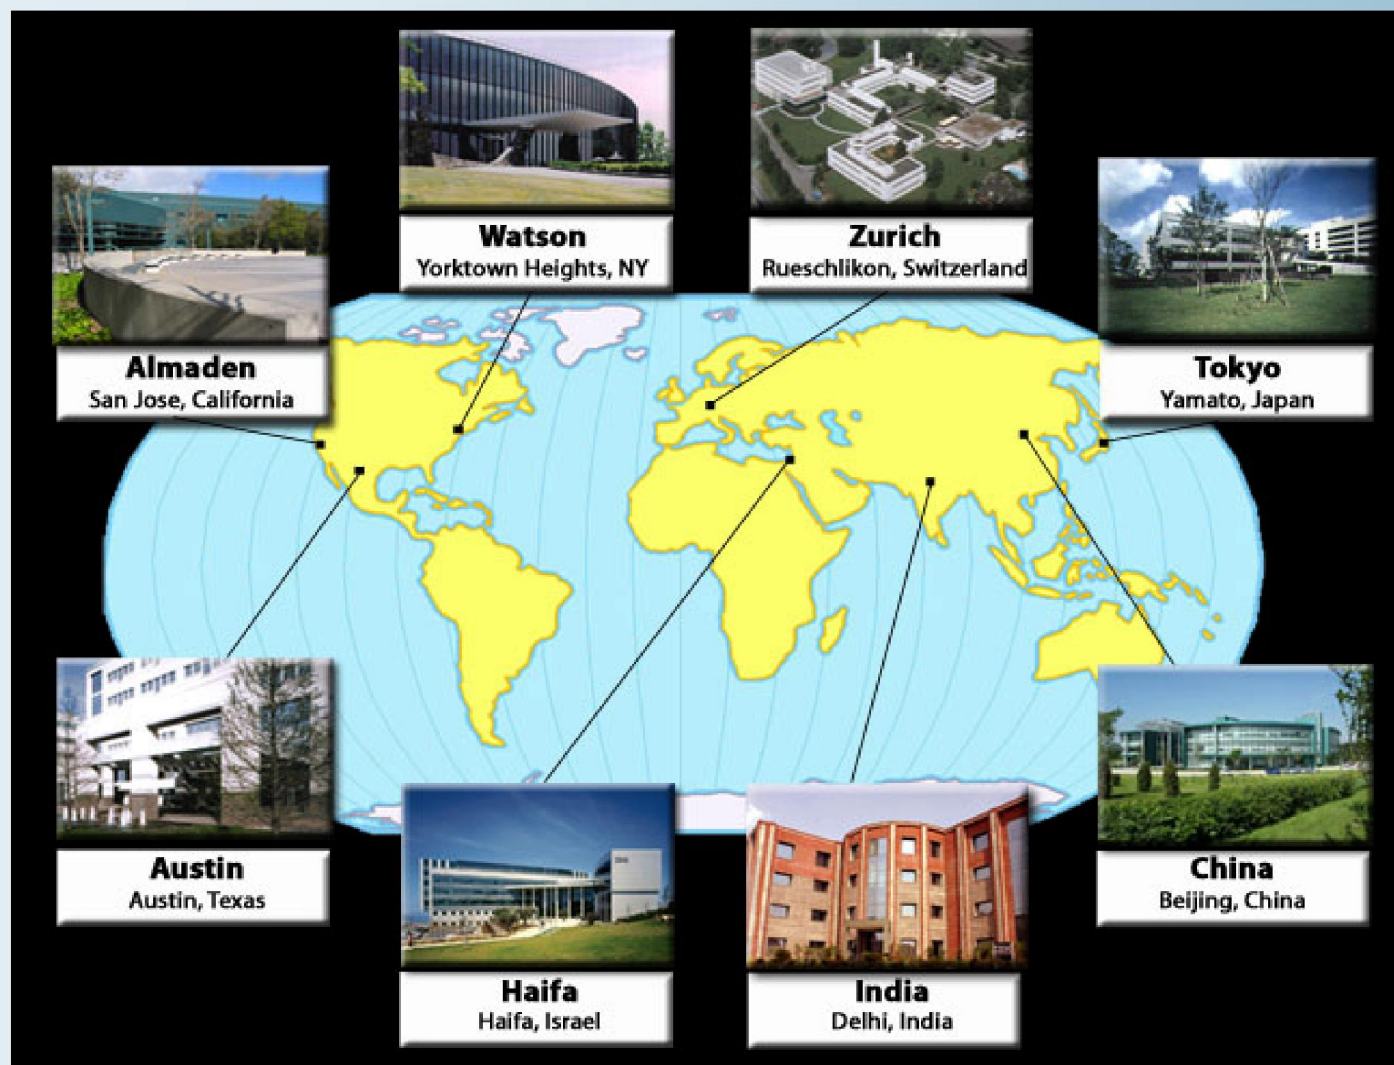 Watson
Yorktown Heights, NY
Zurich
Rueschlikon, Switzerland
Almaden
San Jose, California
Tokyo
Yamato, Japan
Austin
Austin, Texas
China
Beijing, China
Haifa
Haifa, Israel
India
Delhi, India